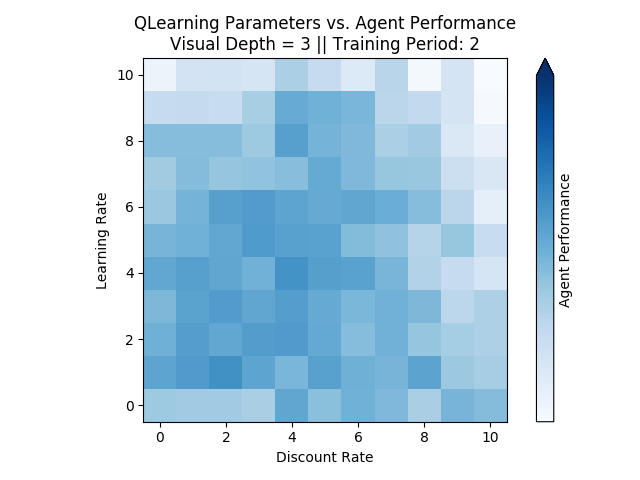 QLearning Parameters vs. Agent Performance
Visual Depth = 3 || Training Period: 2
10
8
6
4
2
0
Learning Rate
0 2 4 6 8 10
Discount Rate
Agent Performance